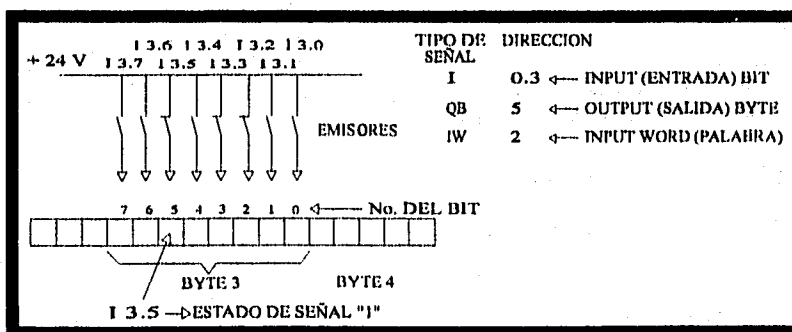 I 3.6 I 3.4 I 3.2 I 3.0
+ 24 V I 3.7 I 3.5 I 3.3 I 3.1
EMISORES
7 6 5 4 3 2 1 0 No. DEL BIT
BYTE 3 BYTE 4
I 3.5 ESTADO DE SEÑAL "1"
TIPO DE SEÑAL DIRECCION
I 0.3 INPUT (ENTRADA) BIT
QB 5 OUTPUT (SALIDA) BYTE
IW 2 INPUT WORD (PALABRA)